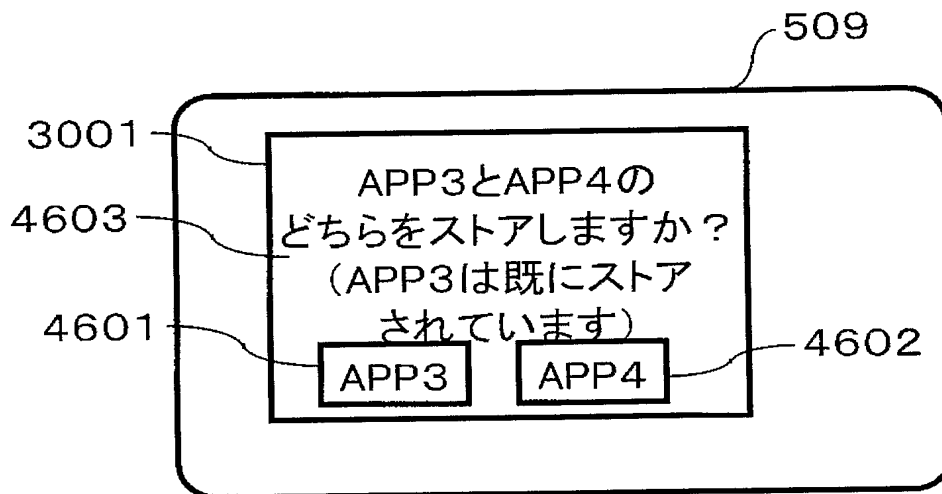 509
3001
APP3とAPP4の
4603
どちらをストアしますか？
（APP3は既にストア
4601
されています）
4602
APP3
APP4